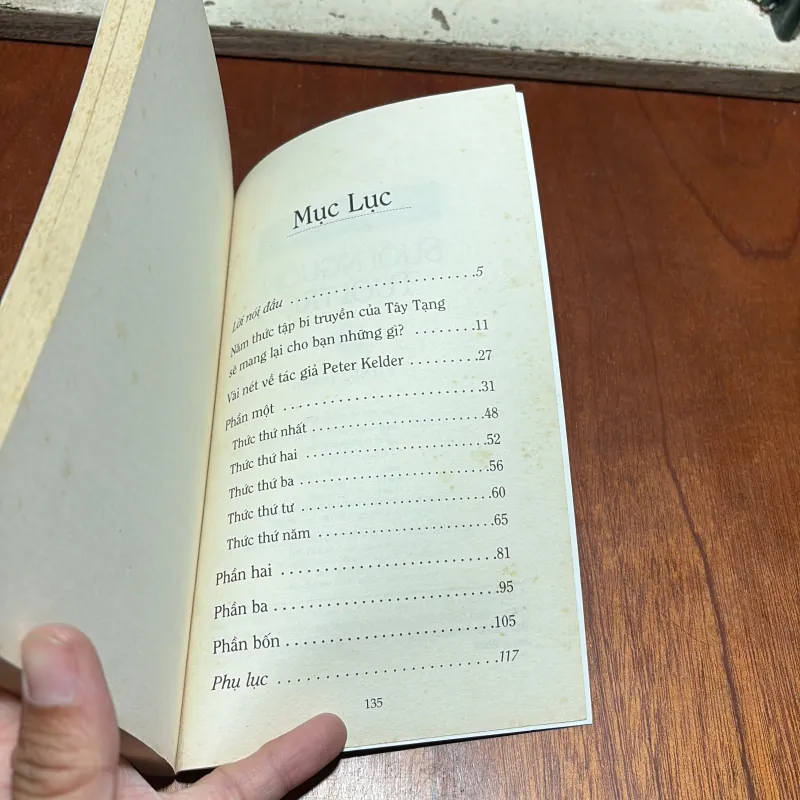 Mục Lục
Lời nói đầu ........................5
Năm thức tập bí truyền của Tây Tạng
sẽ mang lại cho bạn những gì? ........11
Vài nét về tác giả Peter Kelder ..........27
Phần một ..........................31
Thức thứ nhất ......................48
Thức thứ hai ........................52
Thức thứ ba ........................56
Thức thứ tư ........................60
Thức thứ năm ......................65
Phần hai ..........................81
Phần ba ..........................95
Phần bốn ........................105
Phụ lục ..........................117
135